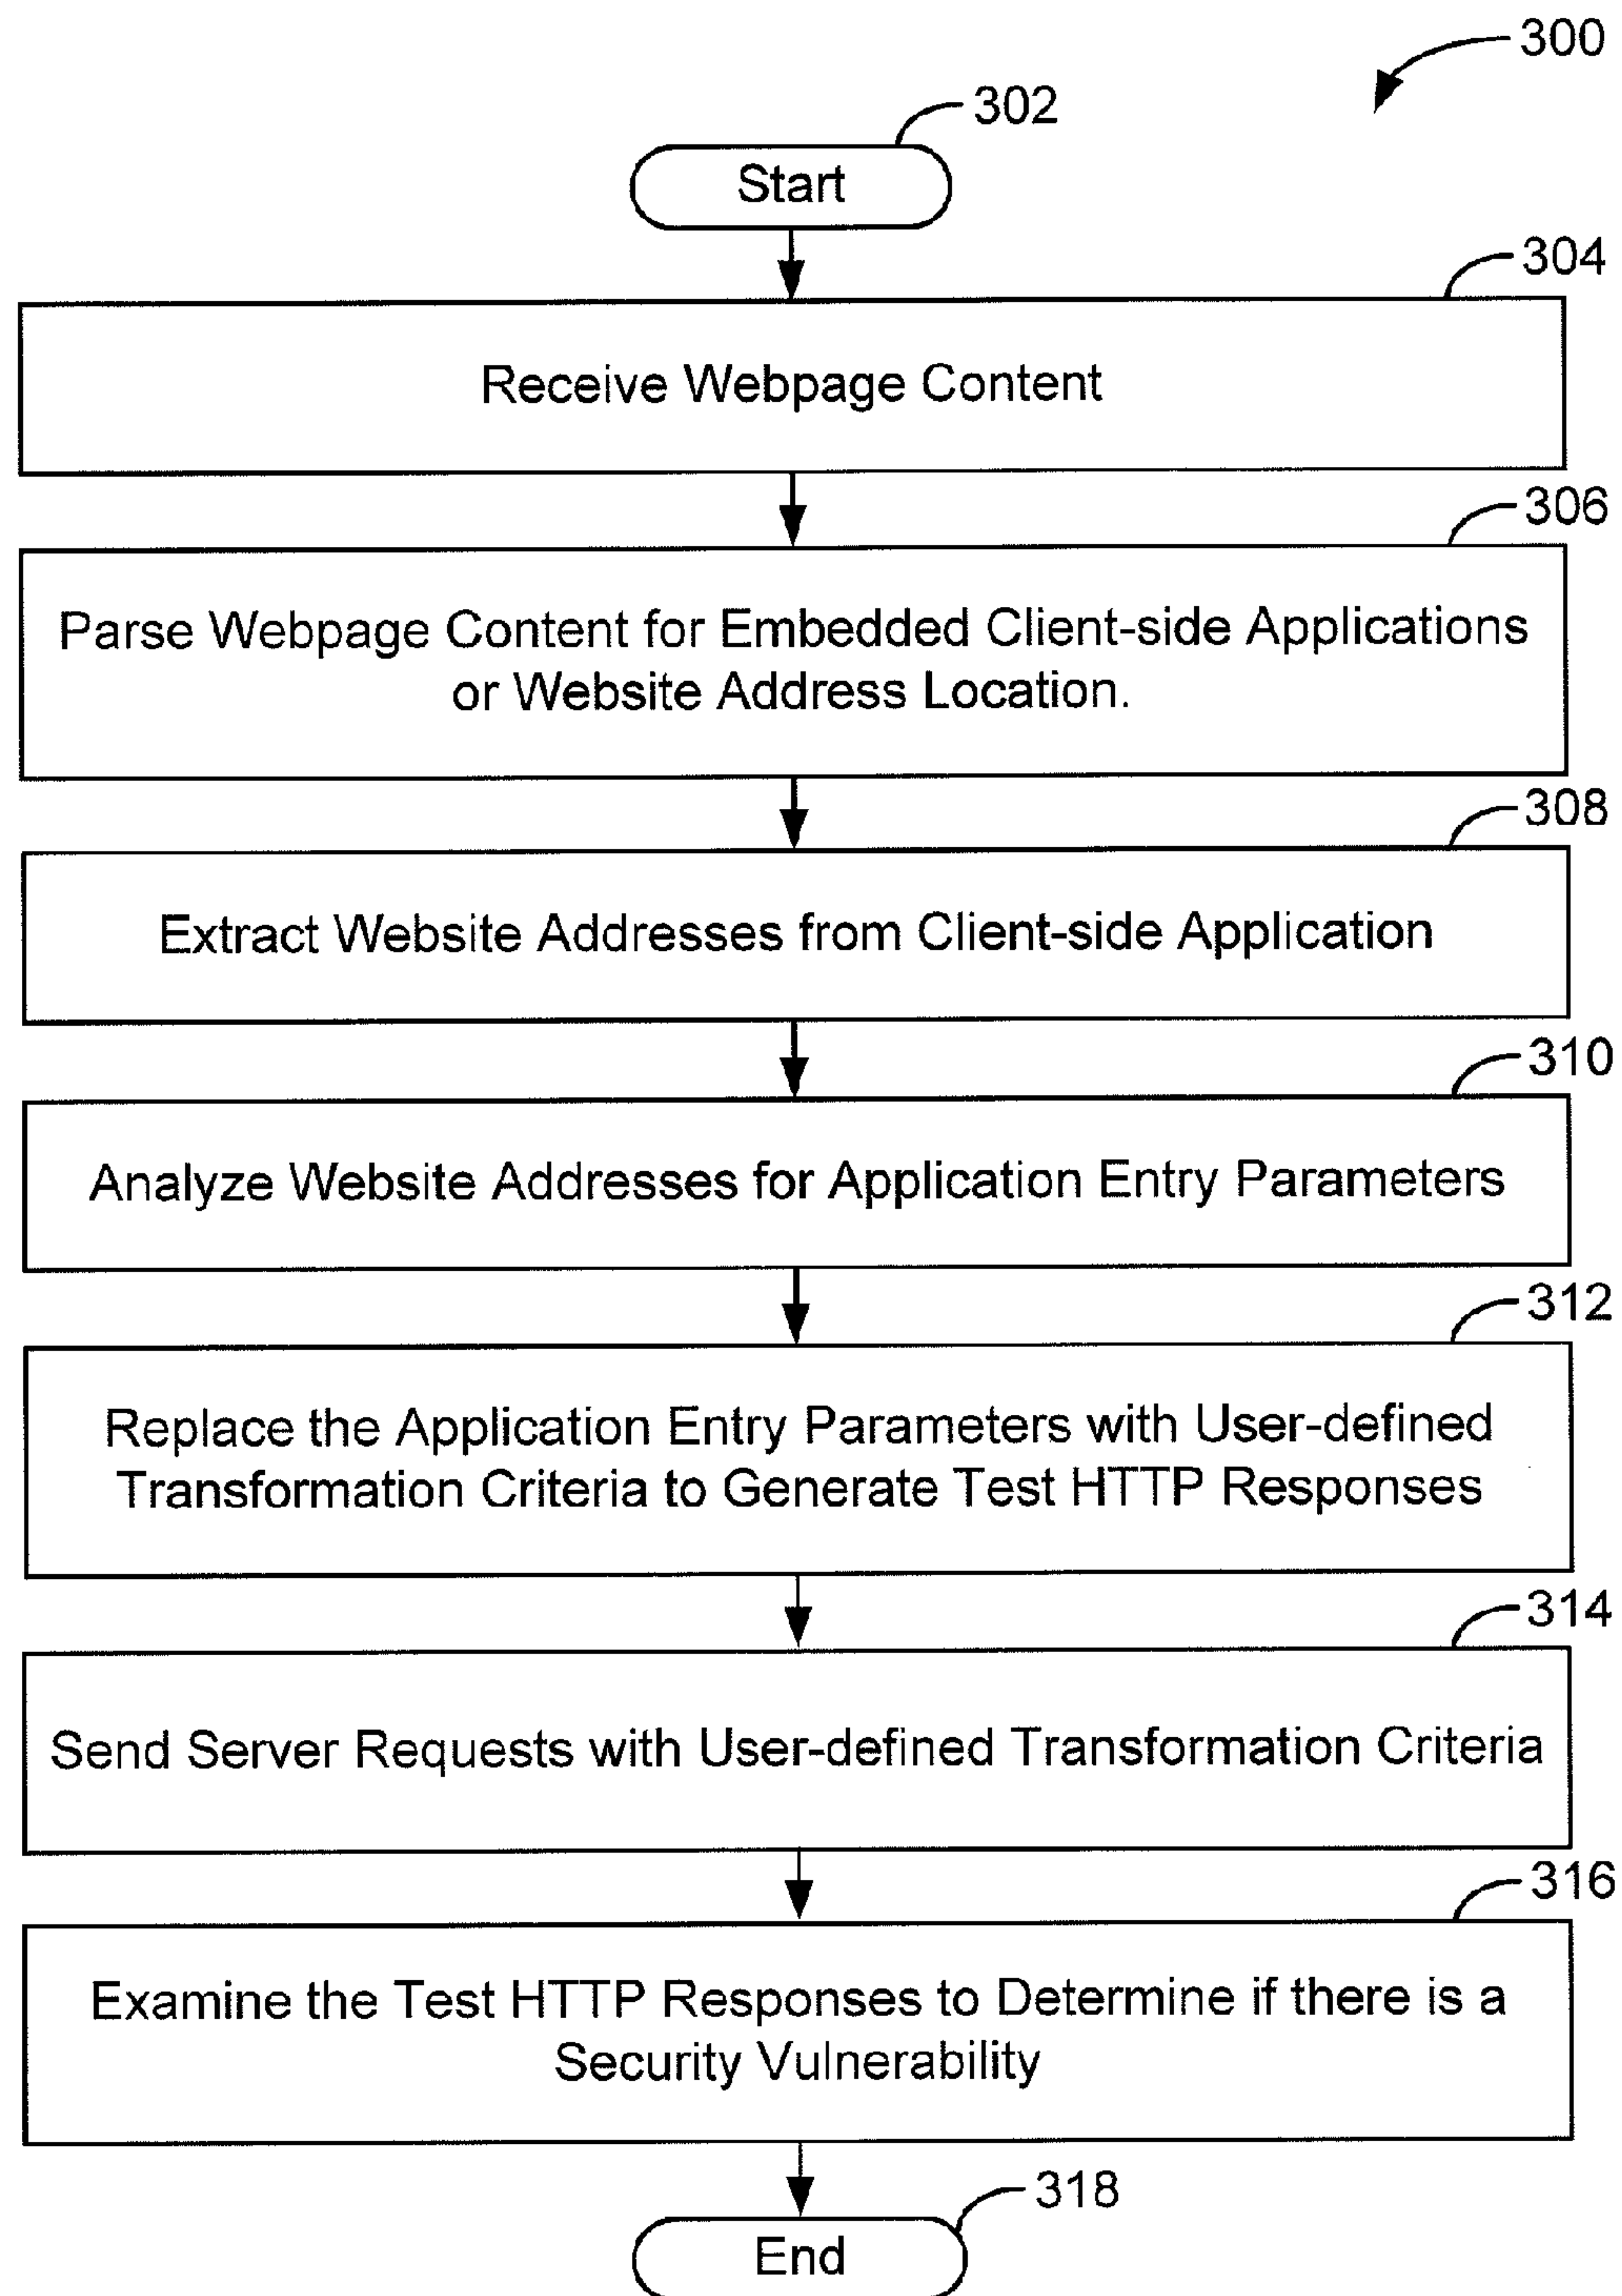 300
302
Start
304
Receive Webpage Content
306
Parse Webpage Content for Embedded Client-side Applications
or Website Address Location.
308
Extract Website Addresses from Client-side Application
310
Analyze Website Addresses for Application Entry Parameters
312
Replace the Application Entry Parameters with User-defined
Transformation Criteria to Generate Test HTTP Responses
314
Send Server Requests with User-defined Transformation Criteria
316
Examine the Test HTTP Responses to Determine if there is a
Security Vulnerability
318
End